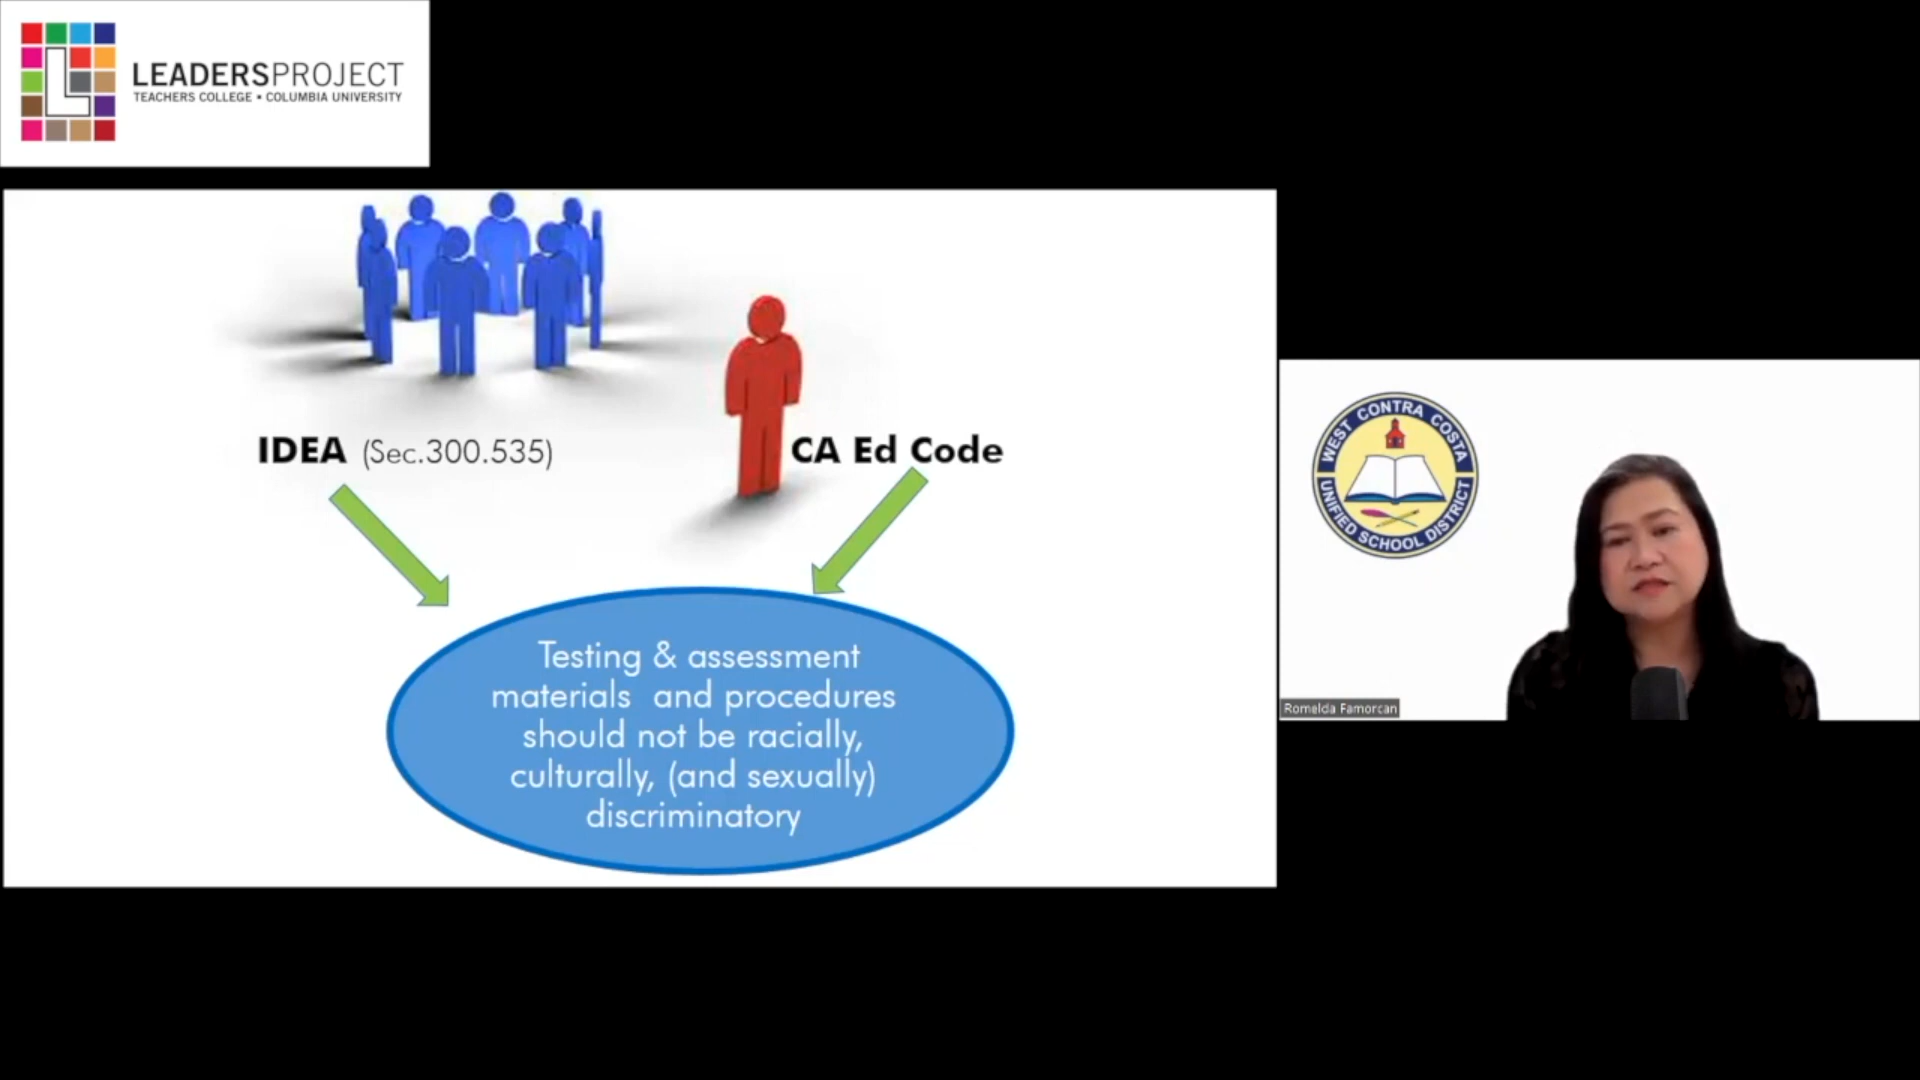 LEADERSPROJECT
TEACHERS COLLEGE • COLUMBIA UNIVERSITY
IDEA (Sec.300.535)
CA Ed Code
Testing & assessment
materials and procedures
should not be racially,
culturally, (and sexually)
discriminatory
WEST CONTRA COSTA
UNIFIED SCHOOL DISTRICT
Romelda Famorcan